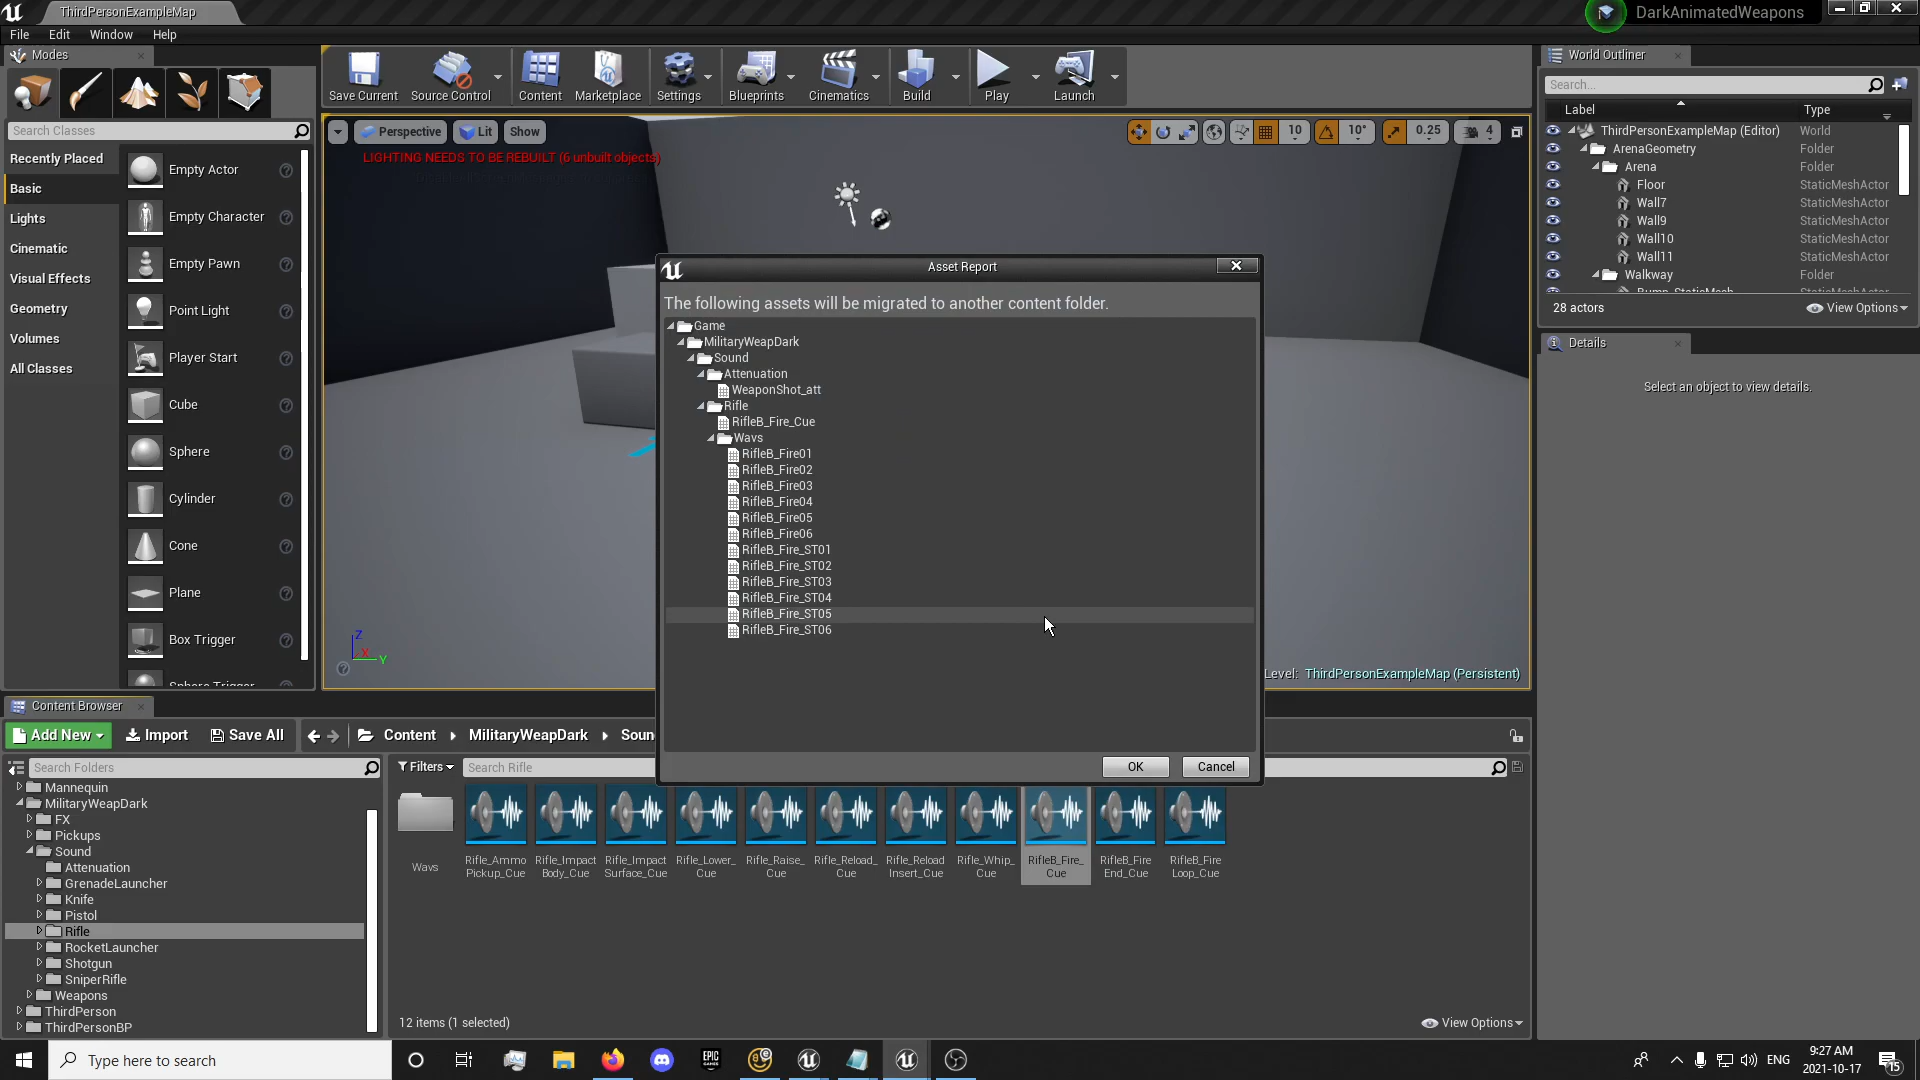 ThirdPersonExampleMap
DarkAnimatedWeapons
File Edit Window Help
Modes
Search Classes
Recently Placed
Basic
Lights
Cinematic
Visual Effects
Geometry
Volumes
All Classes
Empty Actor
Empty Character
Empty Pawn
Point Light
Player Start
Cube
Sphere
Cylinder
Cone
Plane
Box Trigger
Sphere Trigger
Save Current Source Control Content Marketplace Settings Blueprints Cinematics Build Play Launch
Perspective Lit Show
10 10° 0.25 4
LIGHTING NEEDS TO BE REBUILT (6 unbuilt objects)
Z
X Y
Level: ThirdPersonExampleMap (Persistent)
Asset Report
The following assets will be migrated to another content folder.
Game
MilitaryWeapDark
Sound
Attenuation
WeaponShot_att
Rifle
RifleB_Fire_Cue
Wavs
RifleB_Fire01
RifleB_Fire02
RifleB_Fire03
RifleB_Fire04
RifleB_Fire05
RifleB_Fire06
RifleB_Fire_ST01
RifleB_Fire_ST02
RifleB_Fire_ST03
RifleB_Fire_ST04
RifleB_Fire_ST05
RifleB_Fire_ST06
OK Cancel
World Outliner
Search...
Label Type
ThirdPersonExampleMap (Editor) World
ArenaGeometry Folder
Arena Folder
Floor StaticMeshActor
Wall7 StaticMeshActor
Wall9 StaticMeshActor
Wall10 StaticMeshActor
Wall11 StaticMeshActor
Walkway Folder
Bump_StaticMesh StaticMeshActor
28 actors View Options
Details
Select an object to view details.
Content Browser
Add New Import Save All Content MilitaryWeapDark Soun
Search Folders
Filters Search Rifle
Mannequin
MilitaryWeapDark
FX
Pickups
Sound
Attenuation
GrenadeLauncher
Knife
Pistol
Rifle
RocketLauncher
Shotgun
SniperRifle
Weapons
ThirdPerson
ThirdPersonBP
Wavs
Rifle_Ammo
Pickup_Cue
Rifle_Impact
Body_Cue
Rifle_Impact
Surface_Cue
Rifle_Lower_
Cue
Rifle_Raise_
Cue
Rifle_Reload_
Cue
Rifle_Reload
Insert_Cue
Rifle_Whip_
Cue
RifleB_Fire_
Cue
RifleB_Fire
End_Cue
RifleB_Fire
Loop_Cue
12 items (1 selected) View Options
Type here to search
EPIC
GAMES
ENG
9:27 AM
2021-10-17
15